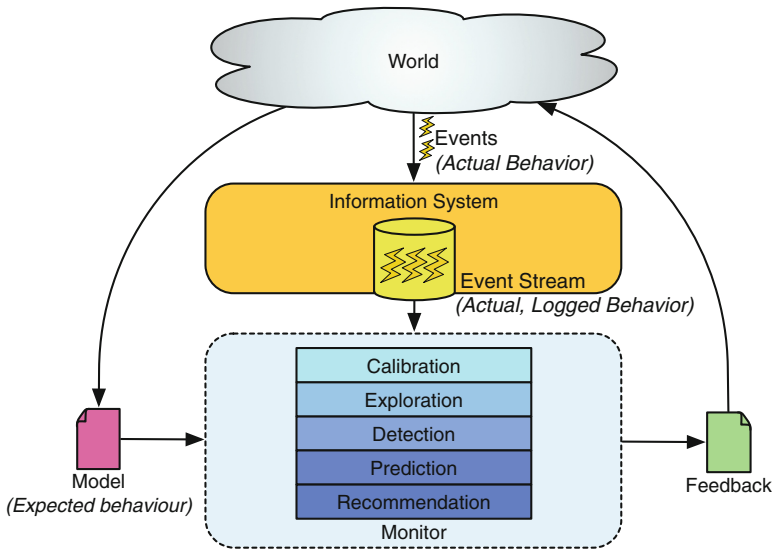 World
Events
(Actual Behavior)
Information System
Event Stream
(Actual, Logged Behavior)
Calibration
Exploration
Detection
Prediction
Recommendation
Monitor
Model
(Expected behaviour)
Feedback